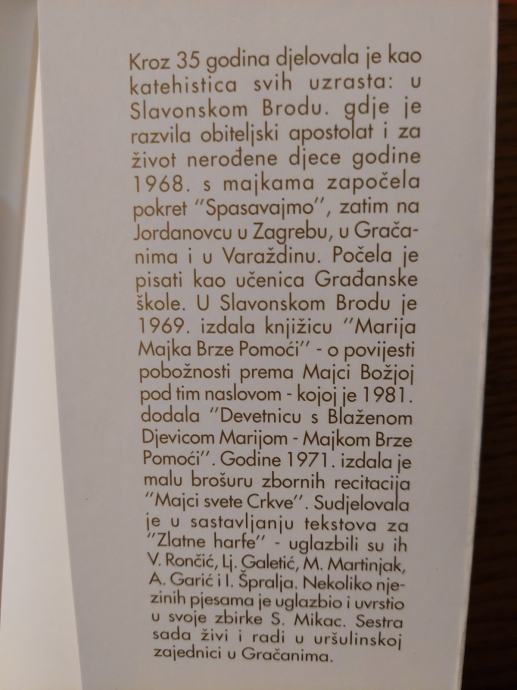 Kroz 35 godina djelovala je kao
katehistica svih uzrasta: u
Slavonskom Brodu. gdje je
razvila obiteljski apostolat i za
život nerođene djece godine
1968. s majkama započela
pokret ''Spasavajmo'', zatim na
Jordanovcu u Zagrebu, u Grača-
nima i u Varaždinu. Počela je
pisati kao učenica Građanske
škole. U Slavonskom Brodu je
1969. izdala knjižicu ''Marija
Majka Brze Pomoći'' - o povijesti
pobožnosti prema Majci Božjoj
pod tim naslovom - kojoj je 1981.
dodala ''Devetnicu s Blaženom
Djevicom Marijom - Majkom Brze
Pomoći''. Godine 1971. izdala je
malu brošuru zbornih recitacija
''Majci svete Crkve''. Sudjelovala
je u sastavljanju tekstova za
''Zlatne harfe'' - uglazbili su ih
V. Rončić, Lj. Galetić, M. Martinjak,
A. Garić i I. Špralja. Nekoliko nje-
zinih pjesama je uglazbio i uvrstio
u svoje zbirke S. Mikac. Sestra
sada živi i radi u uršulinskoj
zajednici u Gračanima.